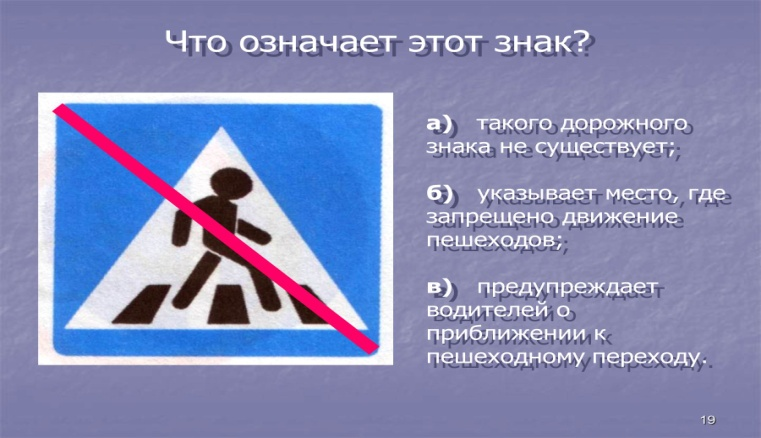 Что означает этот знак?
а) такого дорожного
знака не существует;
б) указывает место, где
запрещено движение
пешеходов;
в) предупреждает
водителей о
приближении к
пешеходному переходу.
19